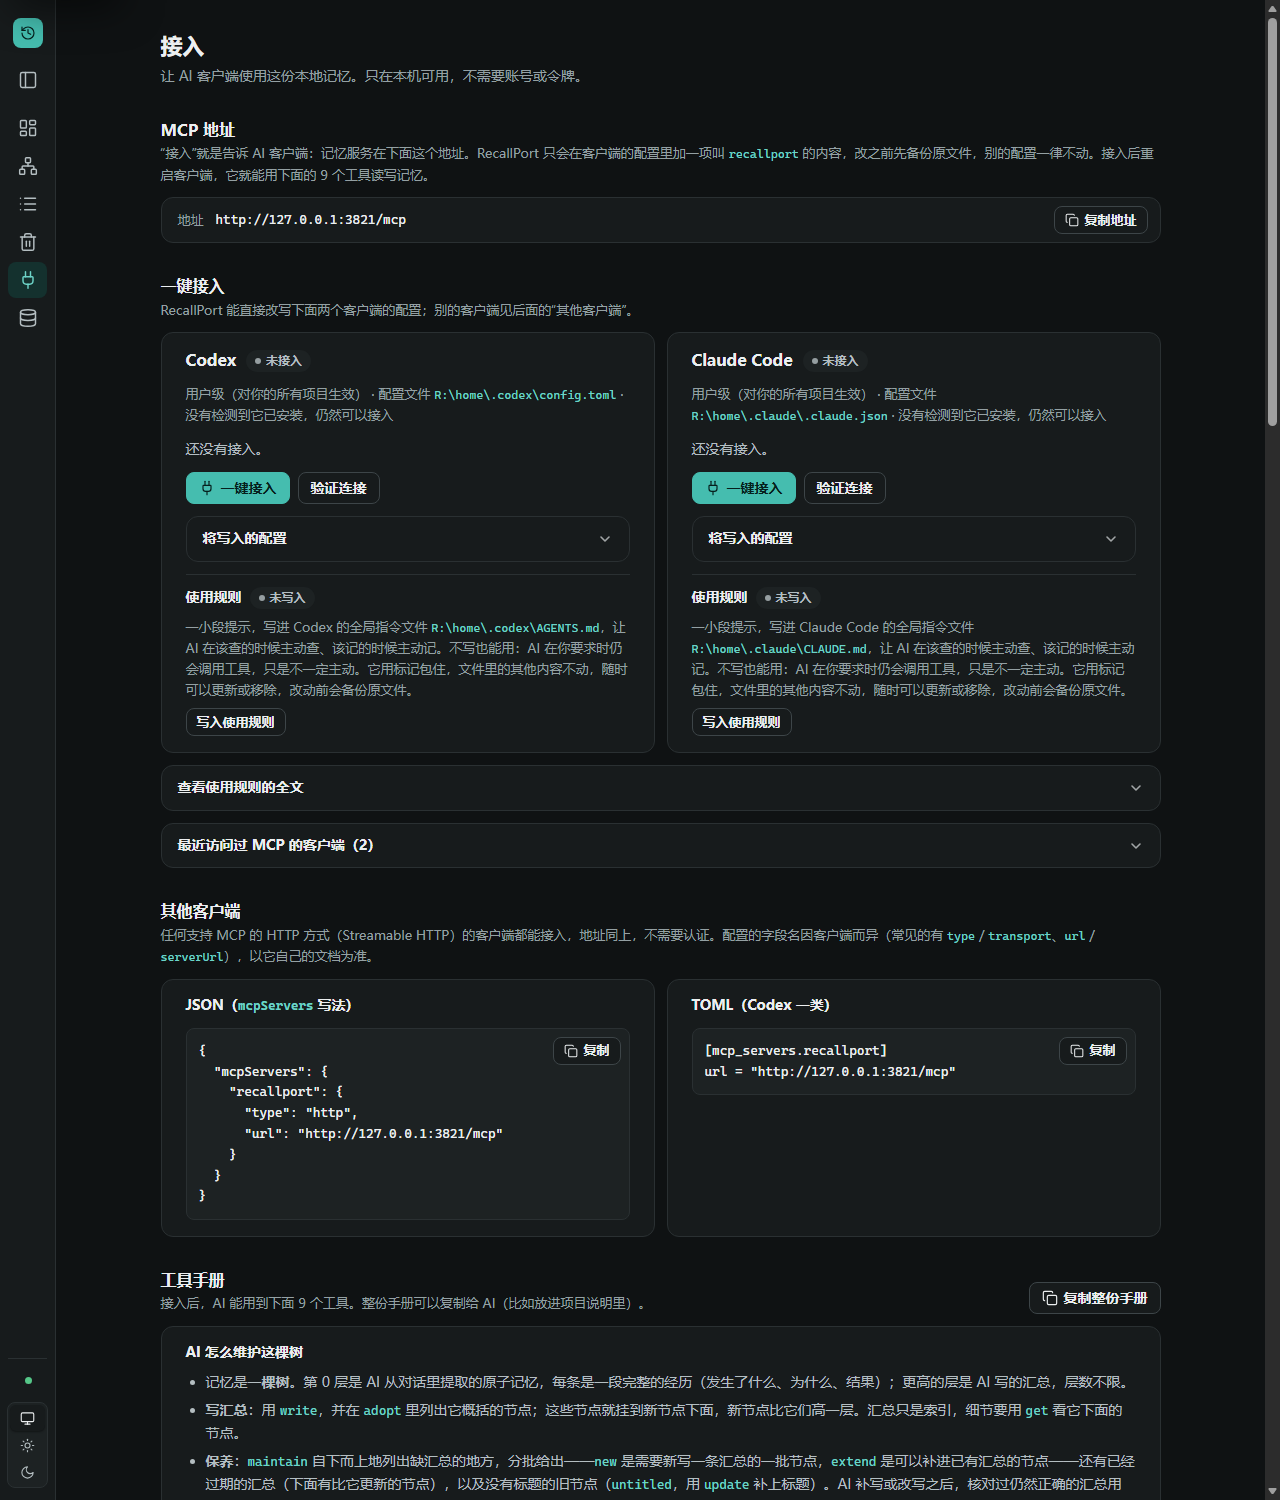 接入
让 AI 客户端使用这份本地记忆。只在本机可用，不需要账号或令牌。
MCP 地址
“接入”就是告诉 AI 客户端：记忆服务在下面这个地址。RecallPort 只会在客户端的配置里加一项叫 recallport 的内容，改之前先备份原文件，别的配置一律不动。接入后重
启客户端，它就能用下面的 9 个工具读写记忆。
地址 http://127.0.0.1:3821/mcp
复制地址
一键接入
RecallPort 能直接改写下面两个客户端的配置；别的客户端见后面的“其他客户端”。
Codex 未接入
用户级（对你的所有项目生效） · 配置文件 R:\home\.codex\config.toml ·
没有检测到它已安装，仍然可以接入
还没有接入。
一键接入 验证连接
将写入的配置
使用规则 未写入
一小段提示，写进 Codex 的全局指令文件 R:\home\.codex\AGENTS.md，让
AI 在该查的时候主动查、该记的时候主动记。不写也能用：AI 在你要求时仍
会调用工具，只是不一定主动。它用标记包住，文件里的其他内容不动，随时
可以更新或移除，改动前会备份原文件。
写入使用规则
Claude Code 未接入
用户级（对你的所有项目生效） · 配置文件
R:\home\.claude\.claude.json · 没有检测到它已安装，仍然可以接入
还没有接入。
一键接入 验证连接
将写入的配置
使用规则 未写入
一小段提示，写进 Claude Code 的全局指令文件
R:\home\.claude\CLAUDE.md，让 AI 在该查的时候主动查、该记的时候主动
记。不写也能用：AI 在你要求时仍会调用工具，只是不一定主动。它用标记
包住，文件里的其他内容不动，随时可以更新或移除，改动前会备份原文件。
写入使用规则
查看使用规则的全文
最近访问过 MCP 的客户端（2）
其他客户端
任何支持 MCP 的 HTTP 方式（Streamable HTTP）的客户端都能接入，地址同上，不需要认证。配置的字段名因客户端而异（常见的有 type / transport、url /
serverUrl），以它自己的文档为准。
JSON（mcpServers 写法）
复制
{
"mcpServers": {
"recallport": {
"type": "http",
"url": "http://127.0.0.1:3821/mcp"
}
}
}
TOML（Codex 一类）
复制
[mcp_servers.recallport]
url = "http://127.0.0.1:3821/mcp"
工具手册
接入后，AI 能用到下面 9 个工具。整份手册可以复制给 AI（比如放进项目说明里）。
复制整份手册
AI 怎么维护这棵树
记忆是一棵树。第 0 层是 AI 从对话里提取的原子记忆，每条是一段完整的经历（发生了什么、为什么、结果）；更高的层是 AI 写的汇总，层数不限。
写汇总：用 write，并在 adopt 里列出它概括的节点；这些节点就挂到新节点下面，新节点比它们高一层。汇总只是索引，细节要用 get 看它下面的
节点。
保养：maintain 自下而上地列出缺汇总的地方，分批给出——new 是需要新写一条汇总的一批节点，extend 是可以补进已有汇总的节点——还有已经
过期的汇总（下面有比它更新的节点），以及没有标题的旧节点（untitled，用 update 补上标题）。AI 补写或改写之后，核对过仍然正确的汇总用